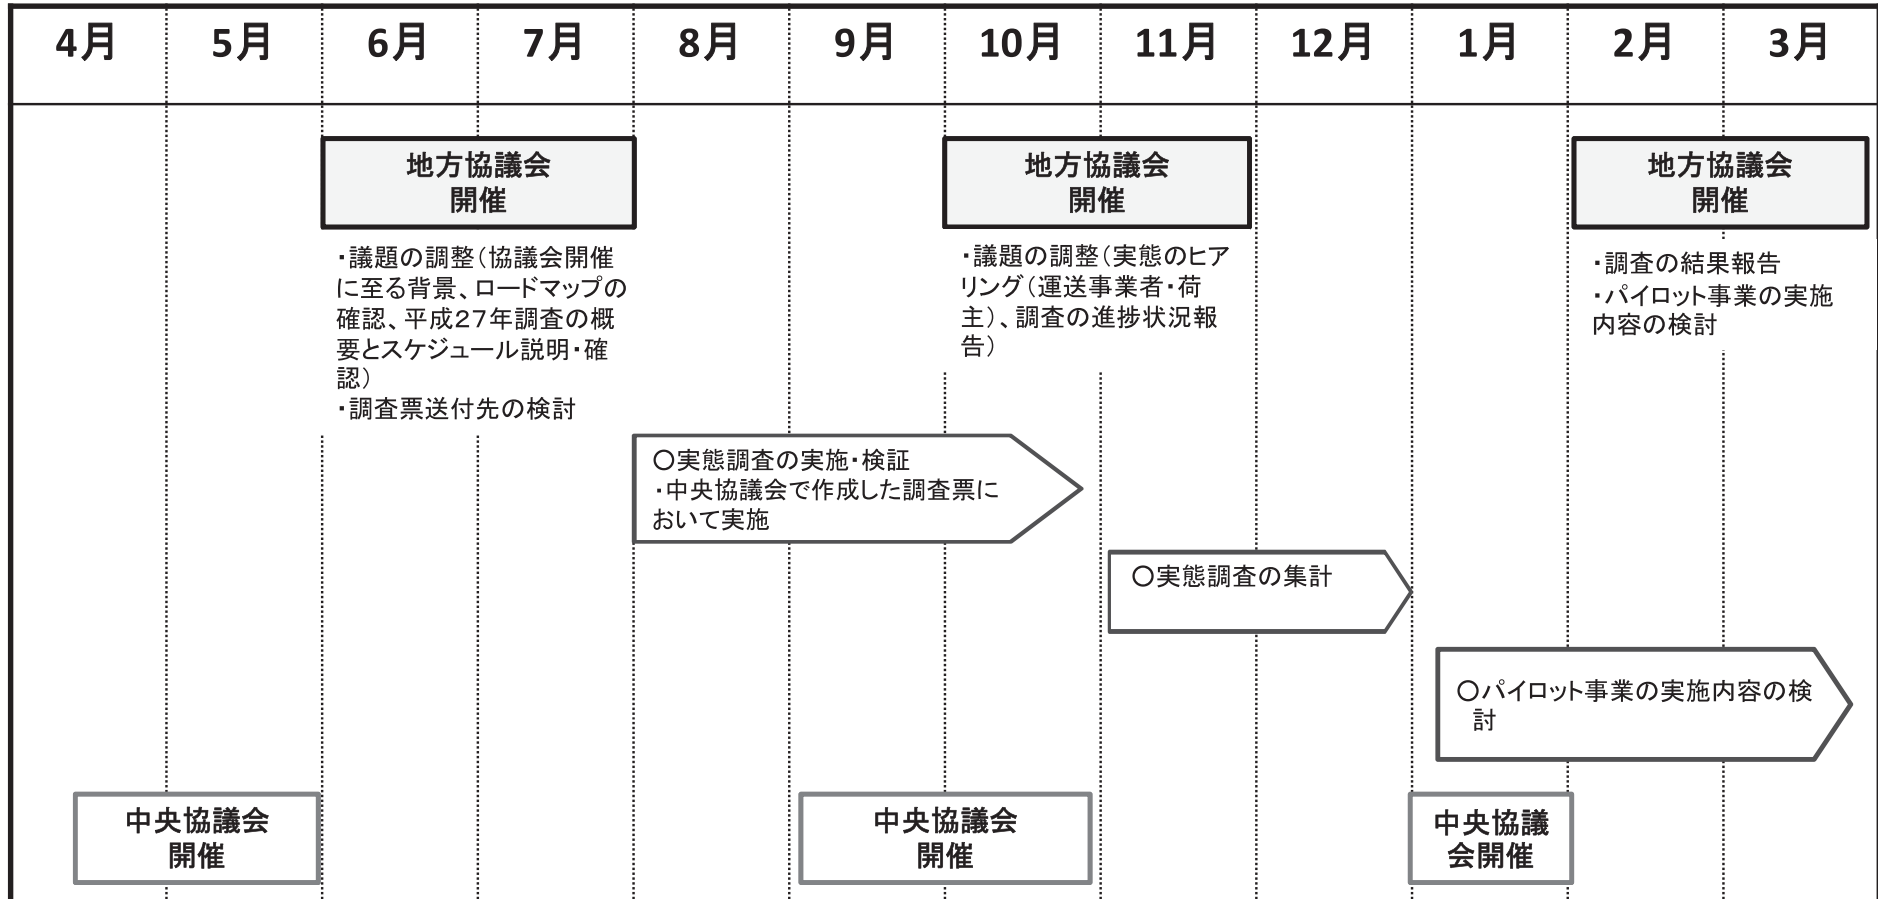 4月 5月 6月 7月 8月 9月 10月 11月 12月 1月 2月 3月
地方協議会
開催
・議題の調整（協議会開催
に至る背景、ロードマップの
確認、平成27年調査の概
要とスケジュール説明・確
認）
・調査票送付先の検討
地方協議会
開催
・議題の調整（実態のヒア
リング（運送事業者・荷
主）、調査の進捗状況報
告）
地方協議会
開催
・調査の結果報告
・パイロット事業の実施
内容の検討
○実態調査の実施・検証
・中央協議会で作成した調査票に
おいて実施
○実態調査の集計
○パイロット事業の実施内容の検
討
中央協議会
開催
中央協議会
開催
中央協議
会開催